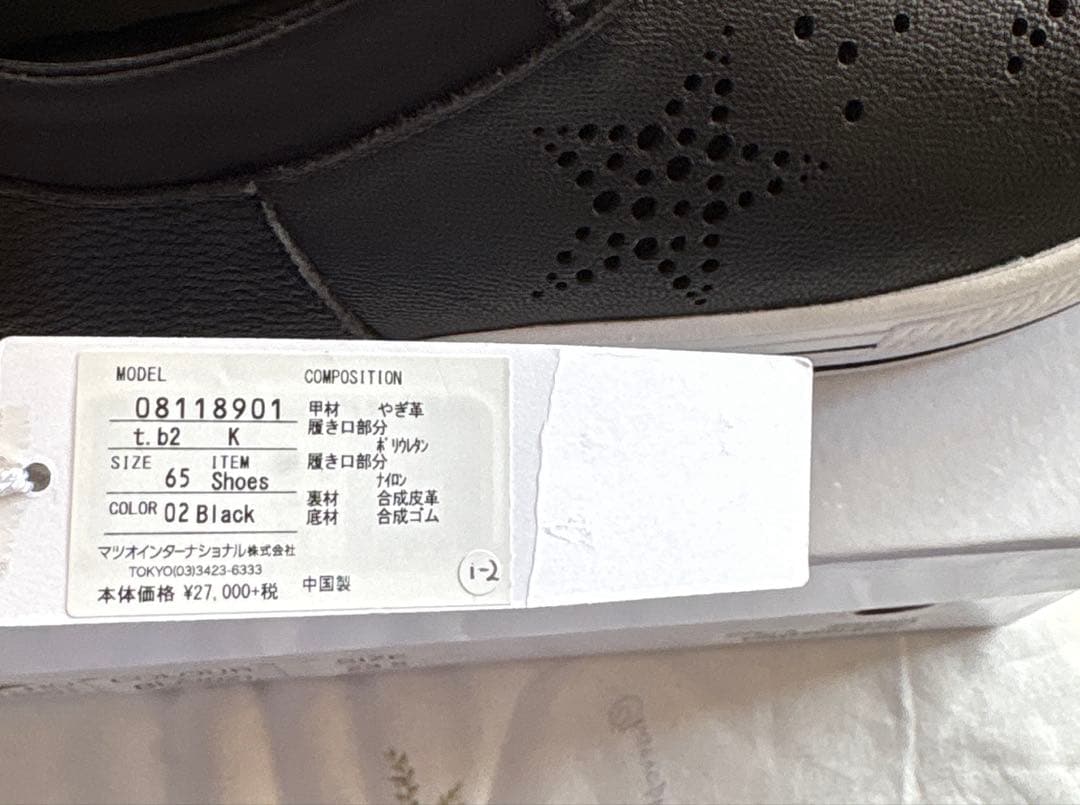 MODEL
08118901
t.b2 K
SIZE ITEM
65 Shoes
COLOR 02 Black
マツオインターナショナル株式会社
TOKYO(03)3423-6333
本体価格 ¥27,000+税
COMPOSITION
甲材 やぎ革
履き口部分
ポリウレタン
履き口部分
ナイロン
裏材 合成皮革
底材 合成ゴム
中国製
i-2
SIZE